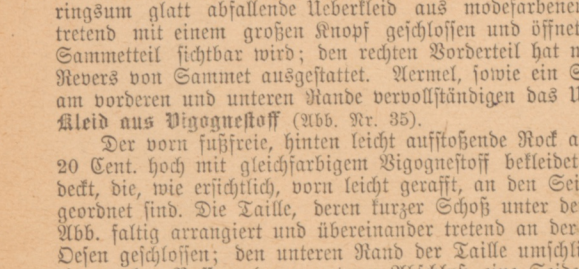 ringsum glatt abfallende Ueberkleid aus modefarbene
tretend mit einem großen Knopf geschlossen und öffnet
Sammetteil sichtbar wird; den rechten Vorderteil hat
Revers von Sammet ausgestattet. Aermel, sowie ein
am vorderen und unteren Rande vervollständigen das
Kleid aus Vigognestoff (Abb. Nr. 35).
Der vorn fußfreie, hinten leicht aufstoßende Rock
20 Cent. hoch mit gleichfarbigem Vigognestoff bekleidet
deckt, die, wie ersichtlich, vorn leicht gerafft, an den Sei
geordnet sind. Die Taille, deren kurzer Schoß unter de
Abb. faltig arrangiert und übereinander tretend an der
Oesen geschlossen; den unteren Rand der Taille umschli